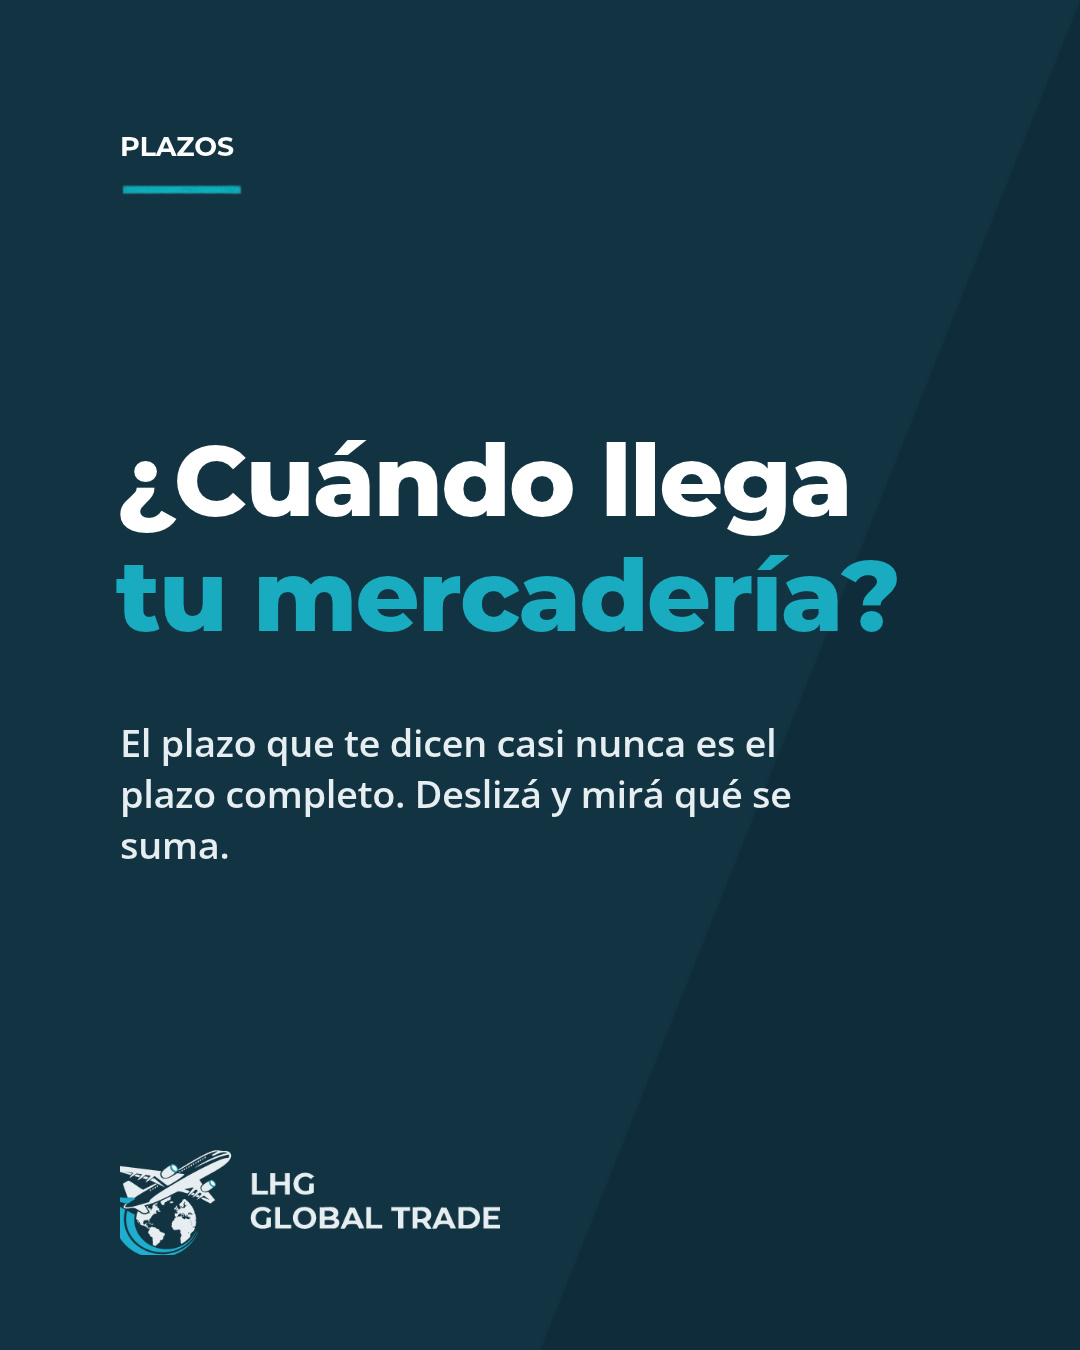 PLAZOS
¿Cuándo llega
tu mercadería?
El plazo que te dicen casi nunca es el
plazo completo. Deslizá y mirá qué se
suma.
LHG
GLOBAL TRADE